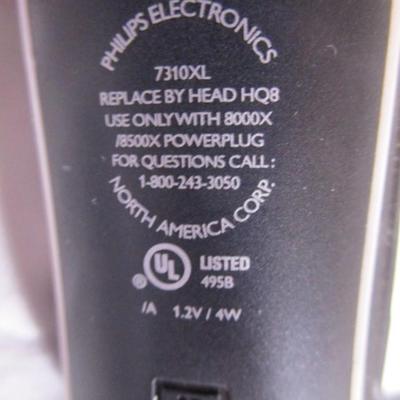 PHILIPS ELECTRONICS
7310XL
REPLACE BY HEAD HQ8
USE ONLY WITH 8000X
/8500X POWERPLUG
FOR QUESTIONS CALL:
1-800-243-3050
NORTH AMERICA CORP.
UL LISTED
® 495B
/A 1.2V / 4W